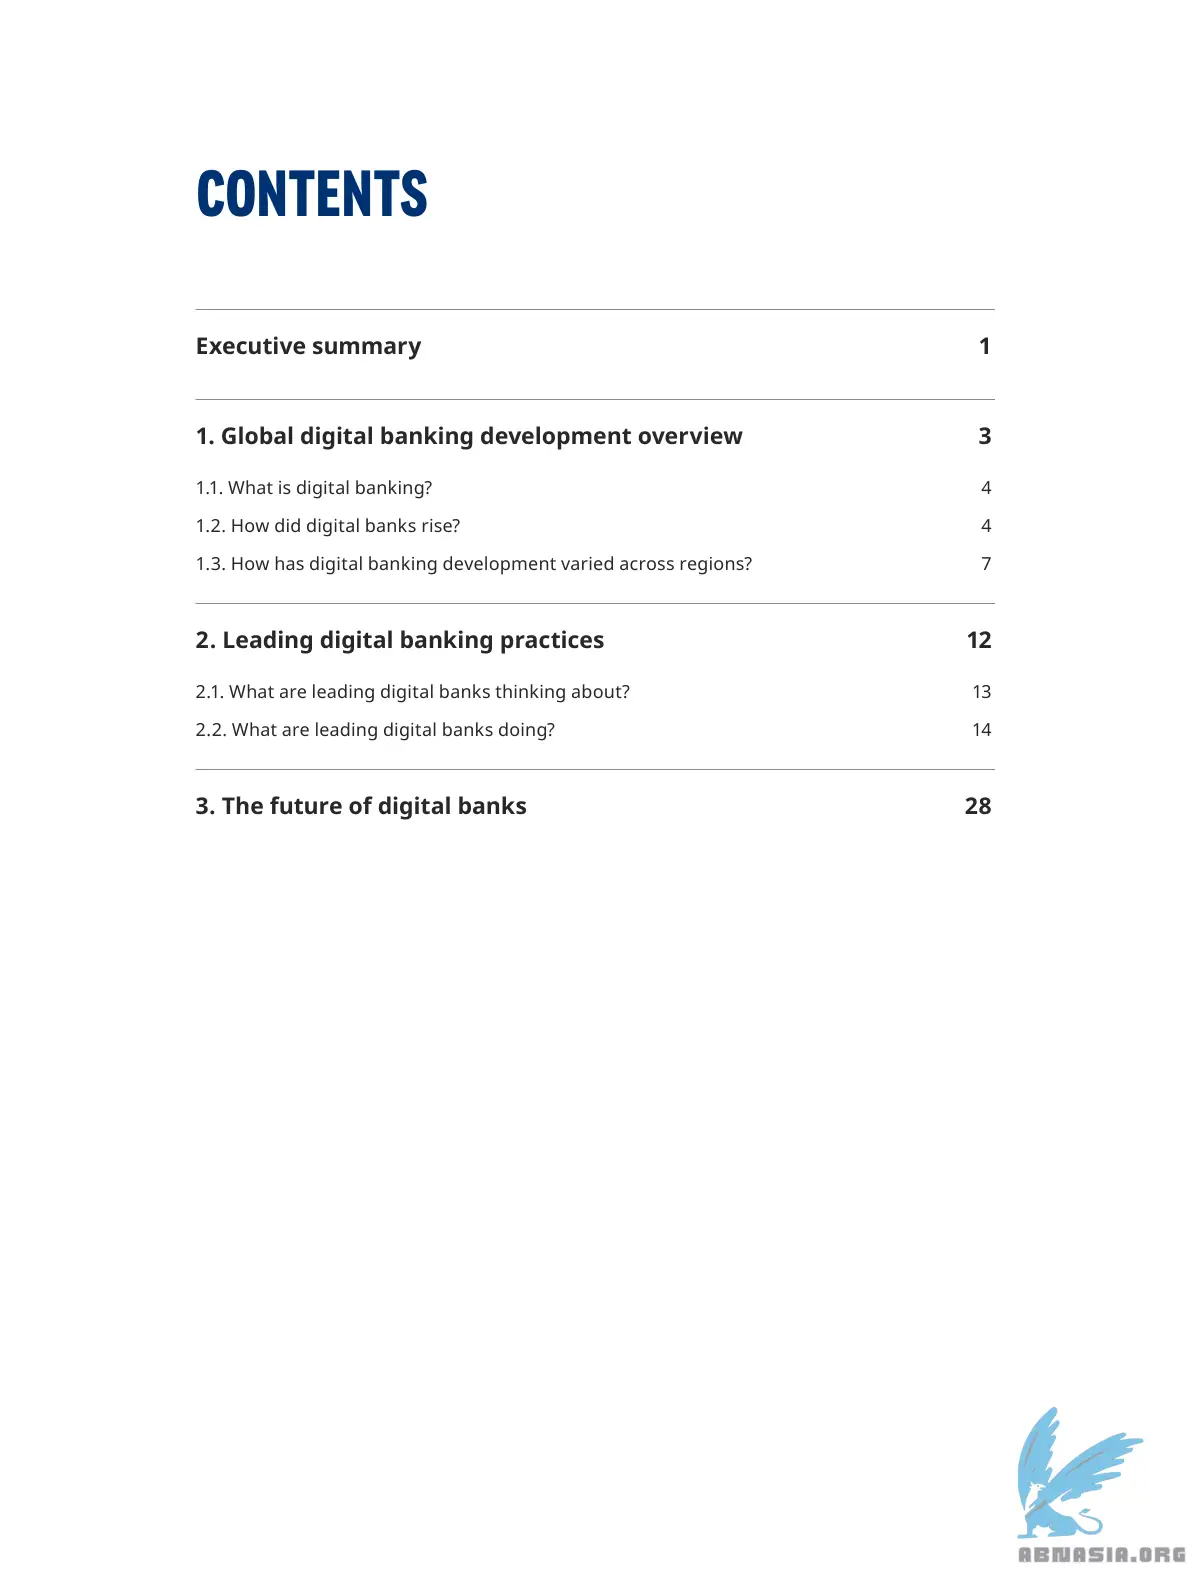 CONTENTS
Executive summary 1
1. Global digital banking development overview 3
1.1. What is digital banking? 4
1.2. How did digital banks rise? 4
1.3. How has digital banking development varied across regions? 7
2. Leading digital banking practices 12
2.1. What are leading digital banks thinking about? 13
2.2. What are leading digital banks doing? 14
3. The future of digital banks 28
ABNASIA.ORG